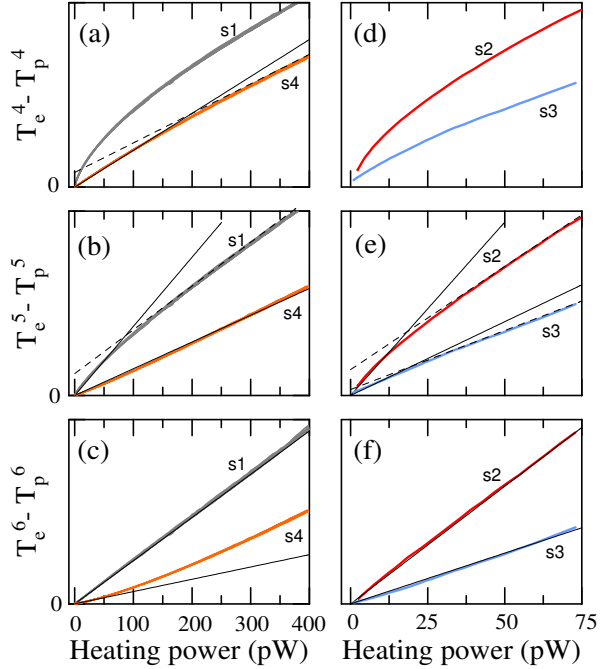 (a)
s1
s4
T_e^4- T_p^4
0
(d)
s2
s3
(b)
s1
s4
T_e^5- T_p^5
0
(e)
s2
s3
(c)
s1
s4
T_e^6- T_p^6
0
0 100 200 300 400
Heating power (pW)
(f)
s2
s3
0 25 50 75
Heating power (pW)